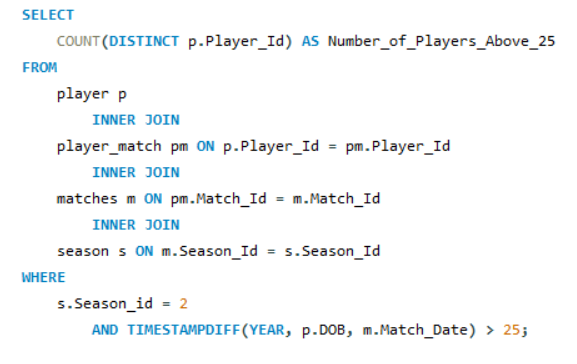 SELECT
COUNT(DISTINCT p.Player_Id) AS Number_of_Players_Above_25
FROM
player p
INNER JOIN
player_match pm ON p.Player_Id = pm.Player_Id
INNER JOIN
matches m ON pm.Match_Id = m.Match_Id
INNER JOIN
season s ON m.Season_Id = s.Season_Id
WHERE
s.Season_id = 2
AND TIMESTAMPDIFF(YEAR, p.DOB, m.Match_Date) > 25;